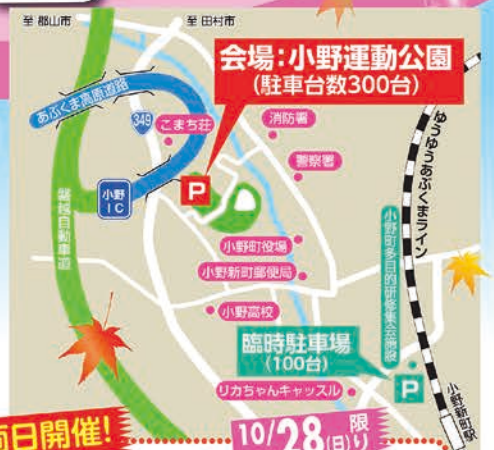 至 郡山市
至 田村市
会場:小野運動公園
(駐車台数300台)
あぶくま高原道路
349
こまち荘
消防署
警察署
ゆうゆうあぶくまライン
小野
IC
P
磐越自動車道
小野町役場
小野新町郵便局
小野町多目的研修集会施設
小野高校
臨時駐車場
(100台)
P
リカちゃんキャッスル
小野新町駅
両日開催!
10/28(日)限り